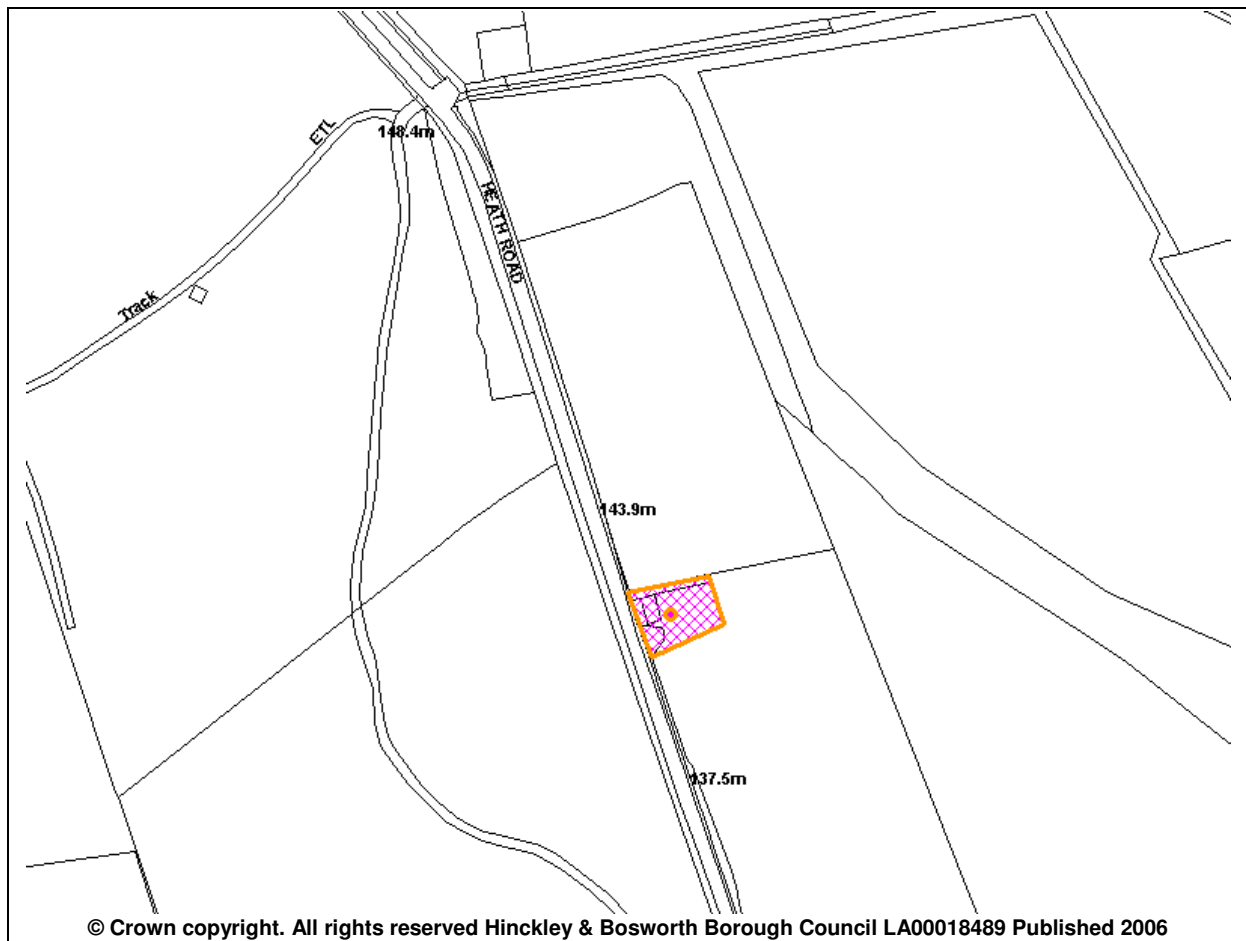 ETL
148.4m
HEATH ROAD
Track
143.9m
137.5m
© Crown copyright. All rights reserved Hinckley & Bosworth Borough Council LA00018489 Published 2006